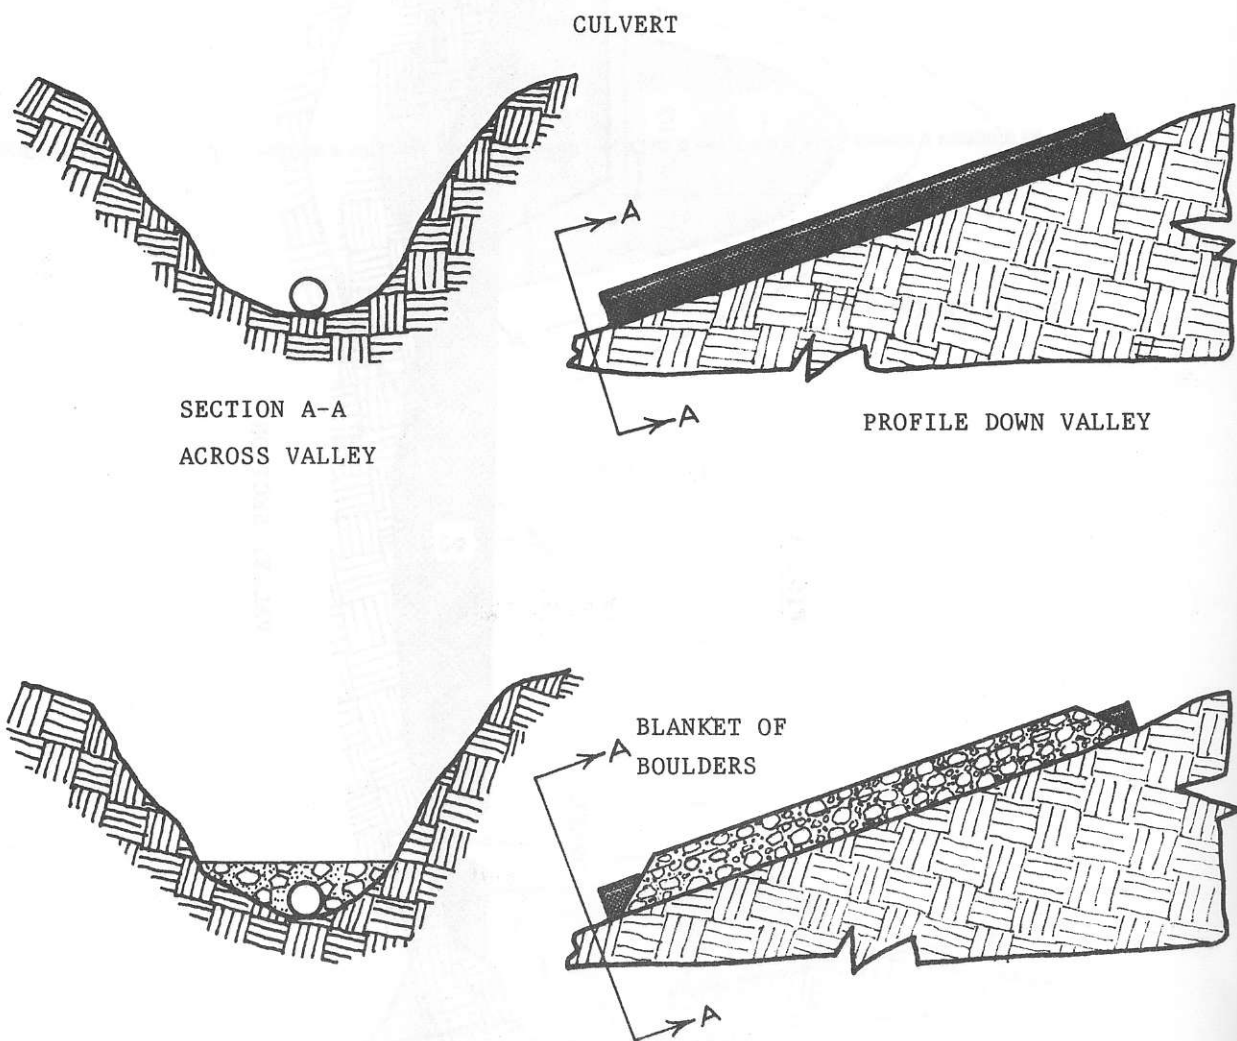 CULVERT
A
A
SECTION A-A
ACROSS VALLEY
PROFILE DOWN VALLEY
BLANKET OF
BOULDERS
A
A